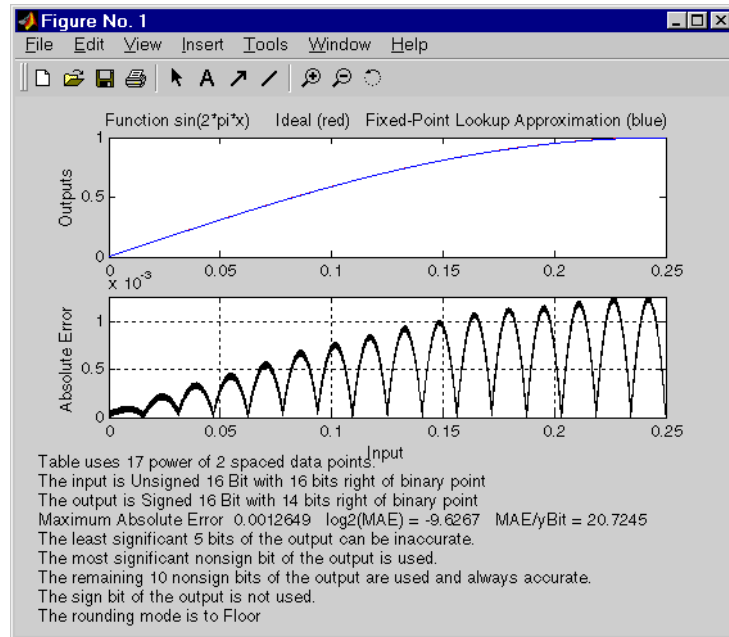 Figure No. 1
File Edit View Insert Tools Window Help
A
Function sin(2*pi*x) Ideal (red) Fixed-Point Lookup Approximation (blue)
1
0.5
0
Outputs
0 0.05 0.1 0.15 0.2 0.25
x 10^-3
1
0.5
0
Absolute Error
0 0.05 0.1 0.15 0.2 0.25
Input
Table uses 17 power of 2 spaced data points.
The input is Unsigned 16 Bit with 16 bits right of binary point
The output is Signed 16 Bit with 14 bits right of binary point
Maximum Absolute Error 0.0012649 log2(MAE) = -9.6267 MAE/yBit = 20.7245
The least significant 5 bits of the output can be inaccurate.
The most significant nonsign bit of the output is used.
The remaining 10 nonsign bits of the output are used and always accurate.
The sign bit of the output is not used.
The rounding mode is to Floor